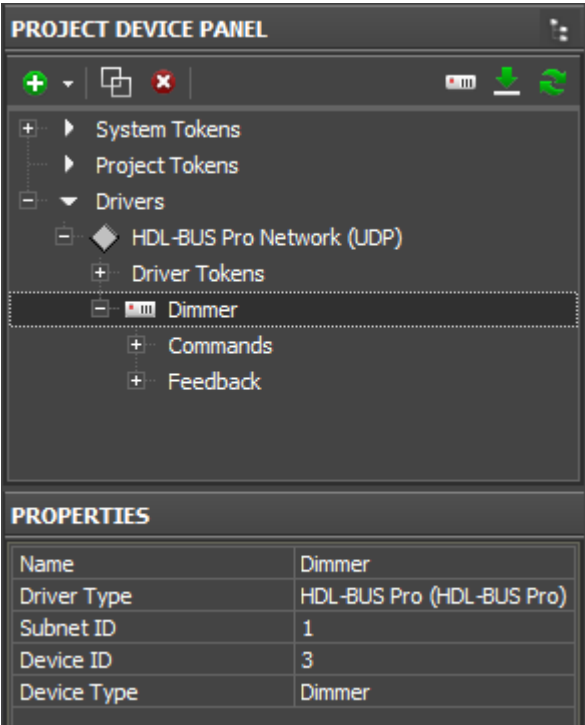 PROJECT DEVICE PANEL
System Tokens
Project Tokens
Drivers
HDL-BUS Pro Network (UDP)
Driver Tokens
Dimmer
Commands
Feedback
PROPERTIES
Name Dimmer
Driver Type HDL-BUS Pro (HDL-BUS Pro)
Subnet ID 1
Device ID 3
Device Type Dimmer